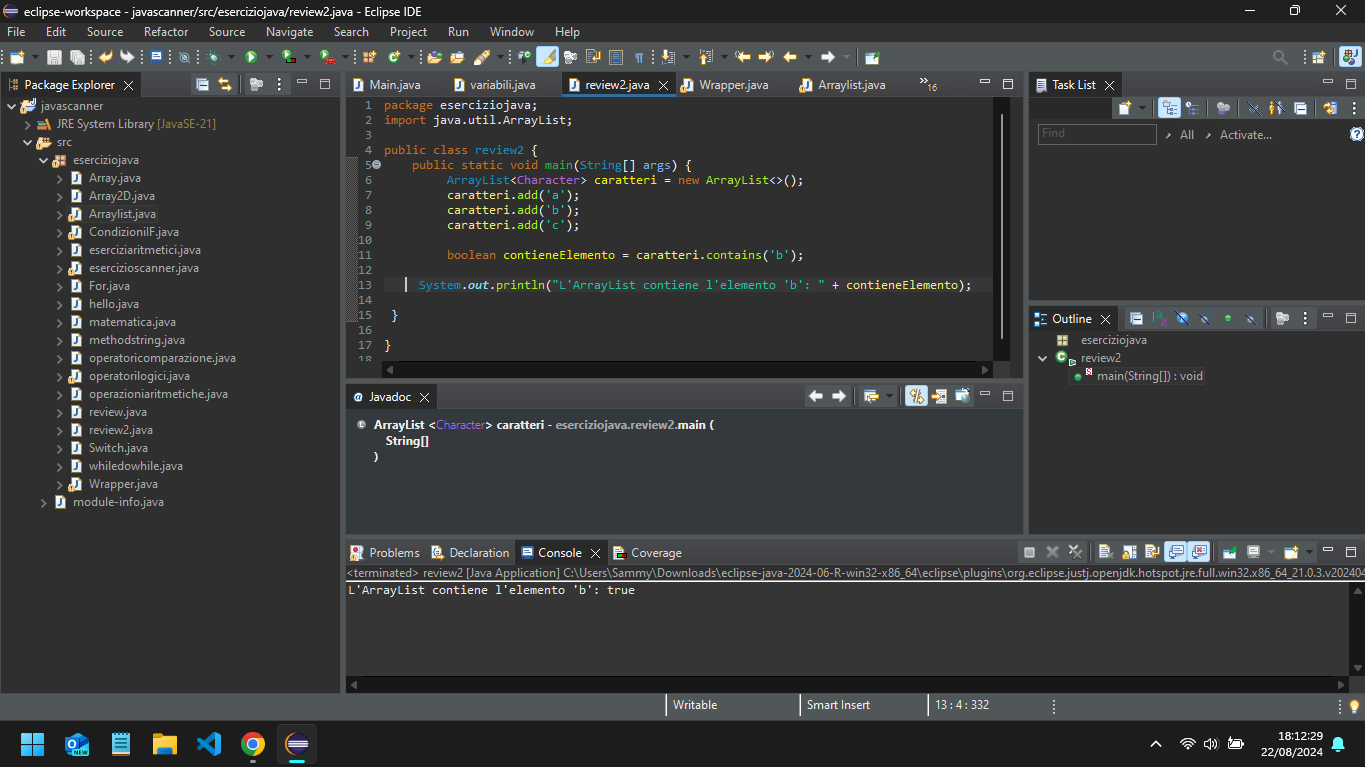 eclipse-workspace - javascanner/src/eserciziojava/review2.java - Eclipse IDE
File Edit Source Refactor Source Navigate Search Project Run Window Help
Package Explorer
javascanner
JRE System Library [JavaSE-21]
src
eserciziojava
Array.java
Array2D.java
Arraylist.java
CondizioniIF.java
eserciziaritmetici.java
esercizioscanner.java
For.java
hello.java
matematica.java
methodstring.java
operatoricomparazione.java
operatorilogici.java
operazioniaritmetiche.java
review.java
review2.java
Switch.java
whiledowhile.java
Wrapper.java
module-info.java
Main.java variabili.java review2.java Wrapper.java Arraylist.java »16
1 package eserciziojava;
2 import java.util.ArrayList;
3
4 public class review2 {
5 public static void main(String[] args) {
6 ArrayList<Character> caratteri = new ArrayList<>();
7 caratteri.add('a');
8 caratteri.add('b');
9 caratteri.add('c');
10
11 boolean contieneElemento = caratteri.contains('b');
12
13 System.out.println("L'ArrayList contiene l'elemento 'b': " + contieneElemento);
14
15 }
16
17 }
18
Javadoc
ArrayList <Character> caratteri - eserciziojava.review2.main (
String[]
)
Problems Declaration Console Coverage
<terminated> review2 [Java Application] C:\Users\Sammy\Downloads\eclipse-java-2024-06-R-win32-x86_64\eclipse\plugins\org.eclipse.justj.openjdk.hotspot.jre.full.win32.x86_64_21.0.3.v202404
L'ArrayList contiene l'elemento 'b': true
Task List
Find All Activate...
Outline
eserciziojava
review2
main(String[]) : void
Writable Smart Insert 13 : 4 : 332
18:12:29
22/08/2024